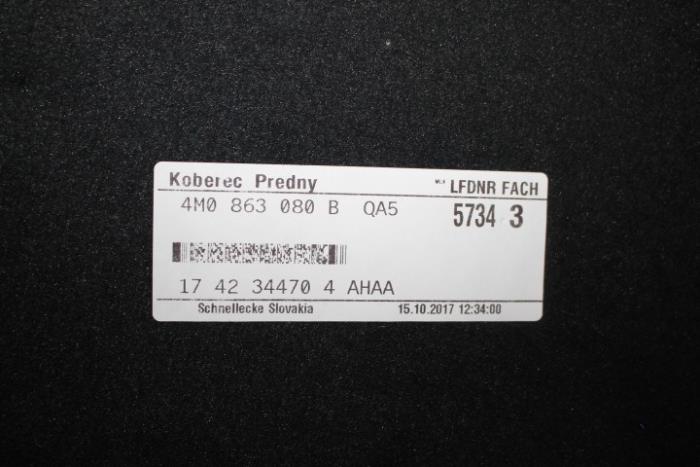 Koberec Predny LFDNR FACH
4M0 863 080 B QA5 5734 3
17 42 34470 4 AHAA
Schnellecke Slovakia 15.10.2017 12:34:00